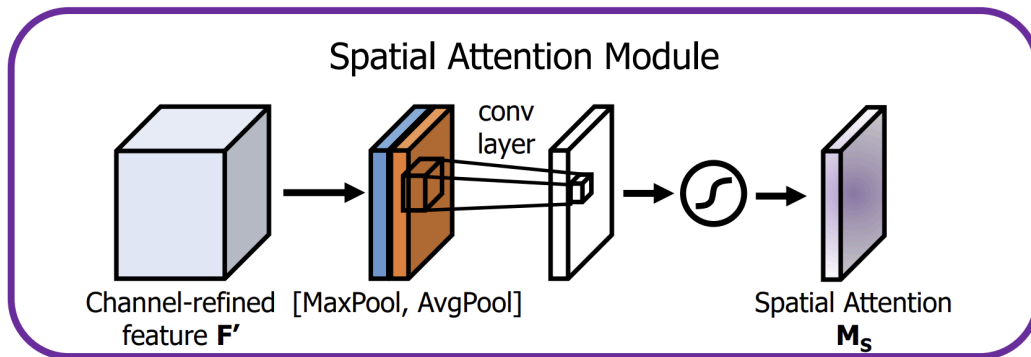 Spatial Attention Module
conv
layer
Channel-refined
feature F'
[MaxPool, AvgPool]
Spatial Attention
Ms